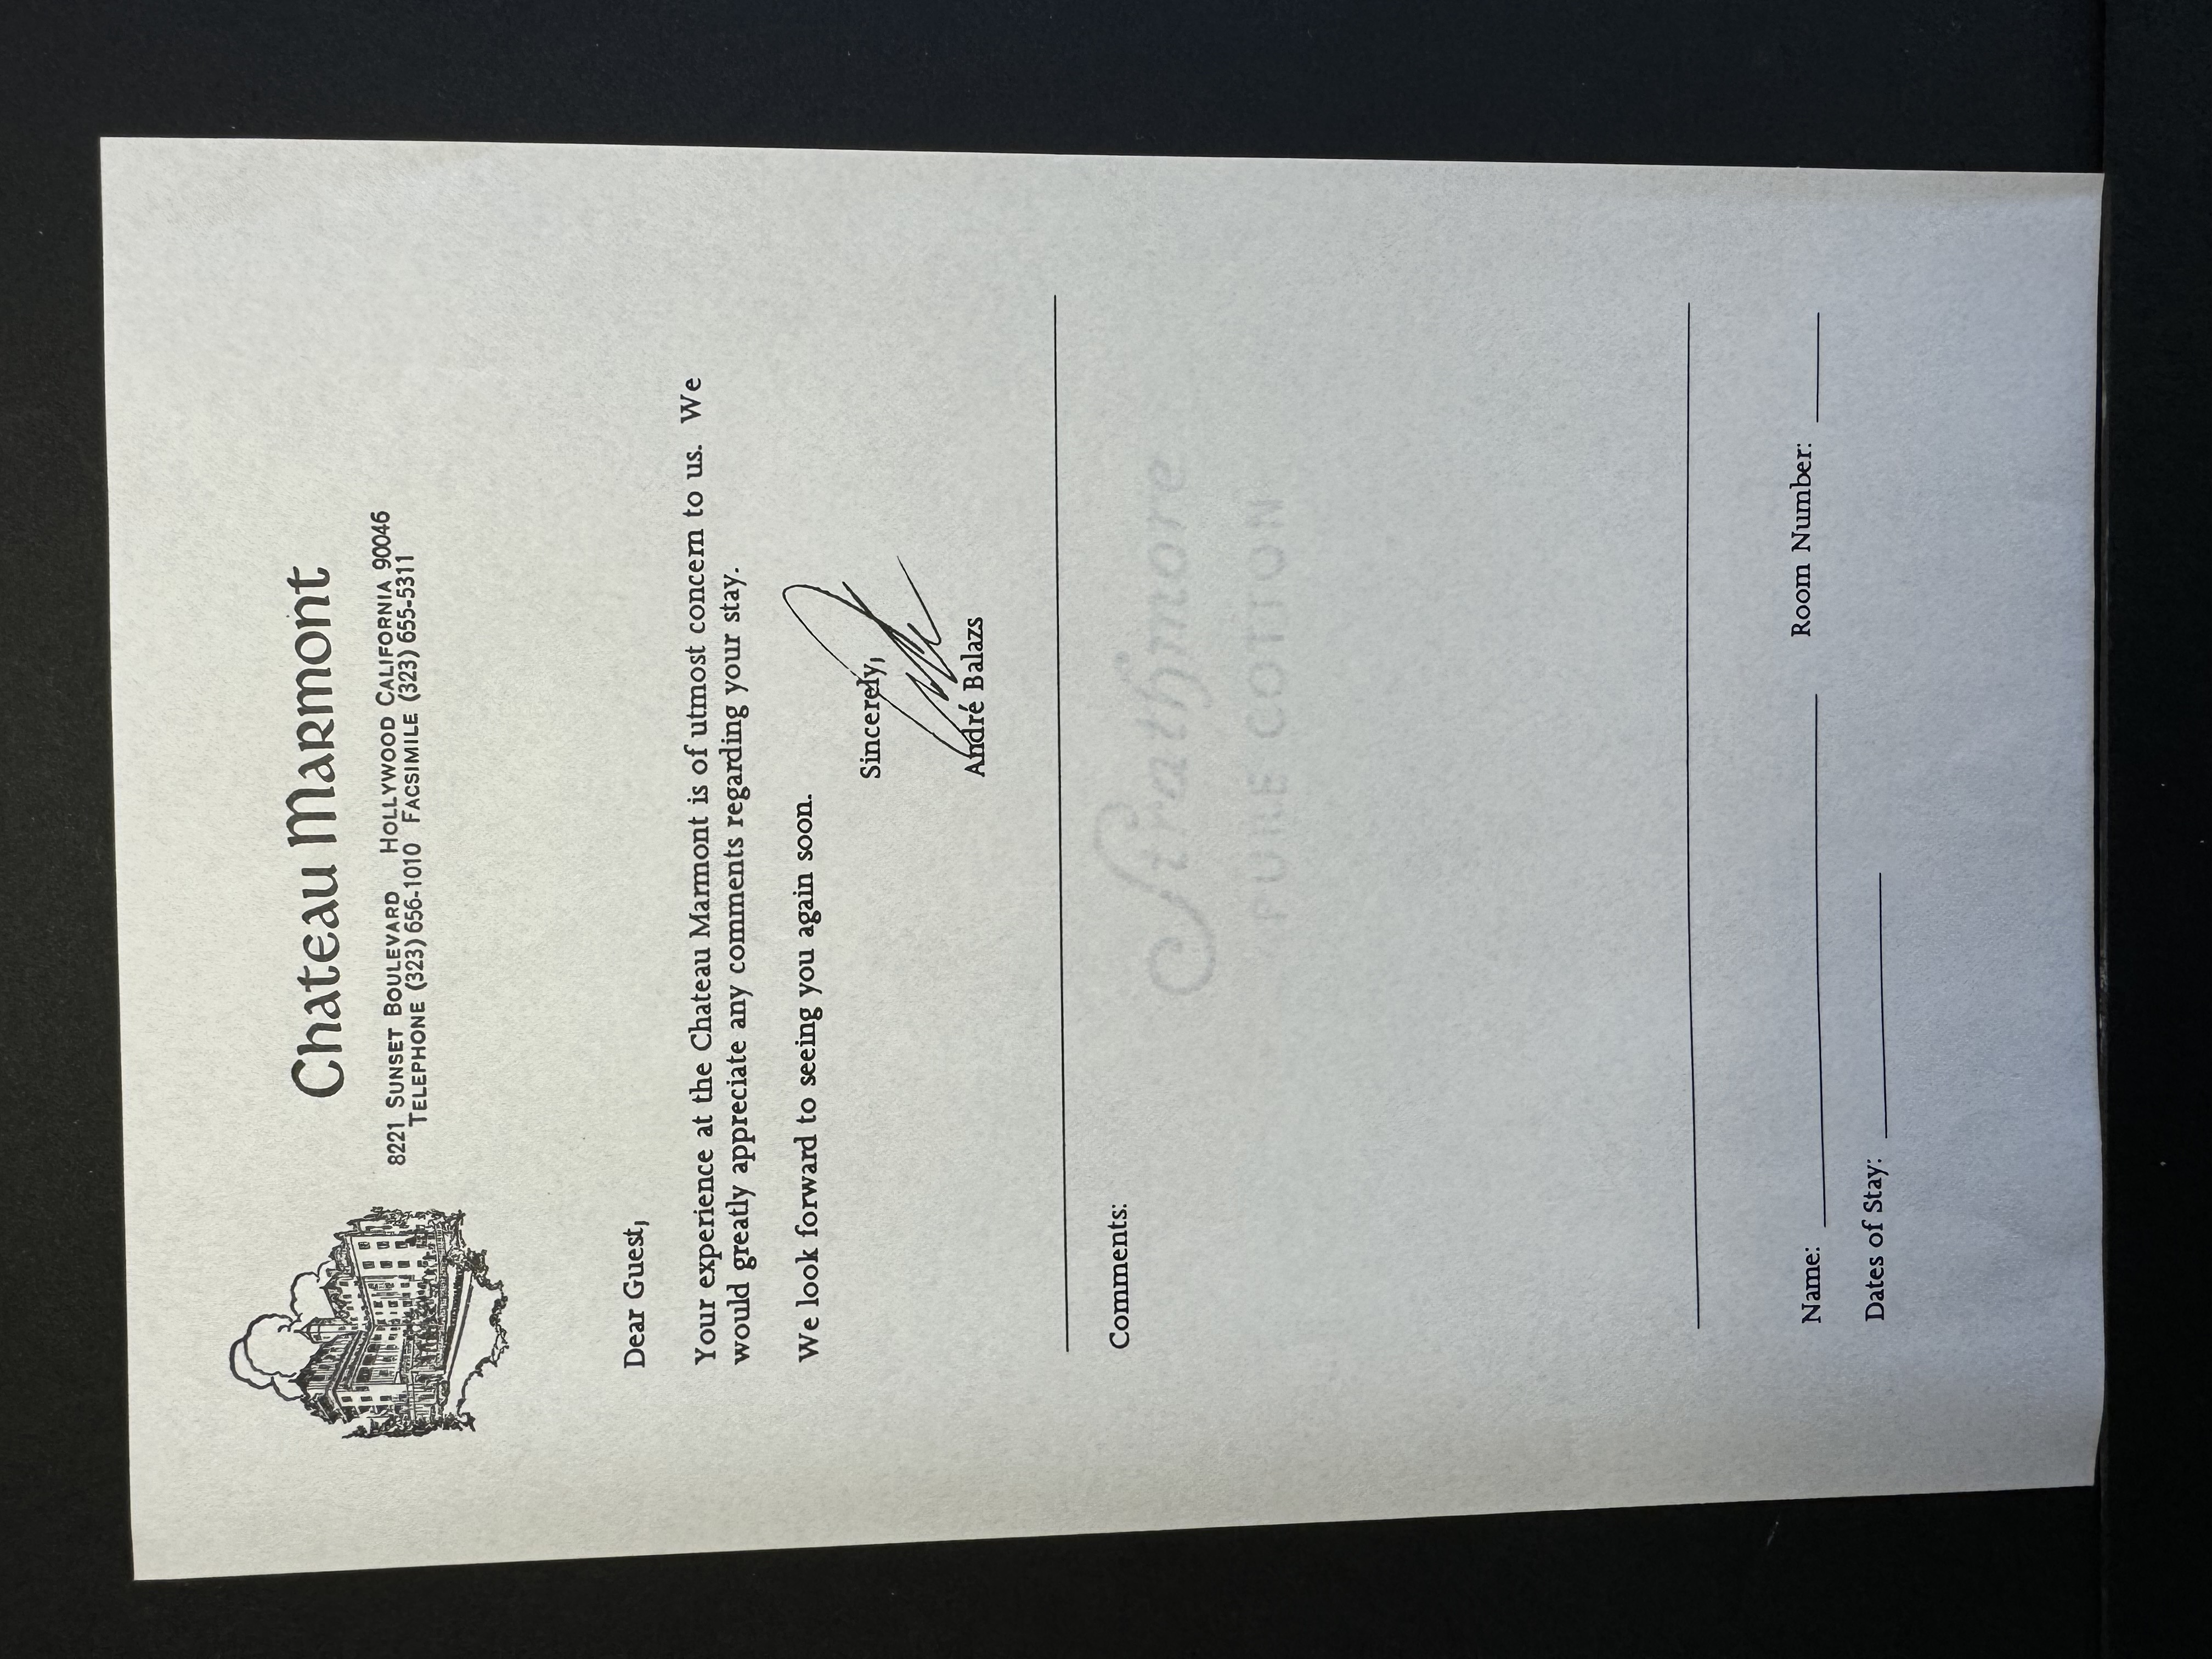 Chateau Marmont
8221 SUNSET BOULEVARD HOLLYWOOD CALIFORNIA 90046
TELEPHONE (323) 656-1010 FACSIMILE (323) 655-5311
Dear Guest,
Your experience at the Chateau Marmont is of utmost concern to us. We
would greatly appreciate any comments regarding your stay.
We look forward to seeing you again soon.
Sincerely,
André Balazs
Comments:
Strathmore
PURE COTTON
Name:
Room Number:
Dates of Stay: